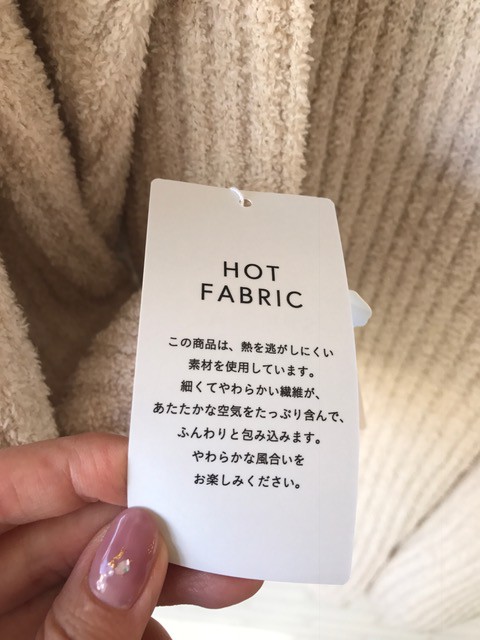 HOT
FABRIC
この商品は、熱を逃がしにくい
素材を使用しています。
細くてやわらかい繊維が、
あたたかな空気をたっぷり含んで、
ふんわりと包み込みます。
やわらかな風合いを
お楽しみください。